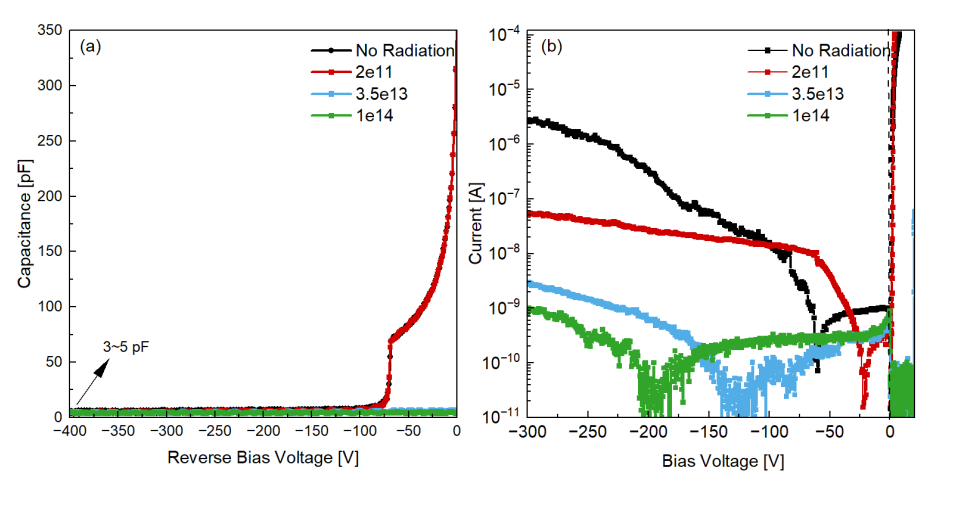 (a)
No Radiation
2e11
3.5e13
1e14
350
300
250
200
150
100
50
0
Capacitance [pF]
3~5 pF
-400 -350 -300 -250 -200 -150 -100 -50 0
Reverse Bias Voltage [V]
(b)
No Radiation
2e11
3.5e13
1e14
10⁻⁴
10⁻⁵
10⁻⁶
10⁻⁷
10⁻⁸
10⁻⁹
10⁻¹⁰
10⁻¹¹
Current [A]
−300 −250 −200 −150 −100 −50 0
Bias Voltage [V]